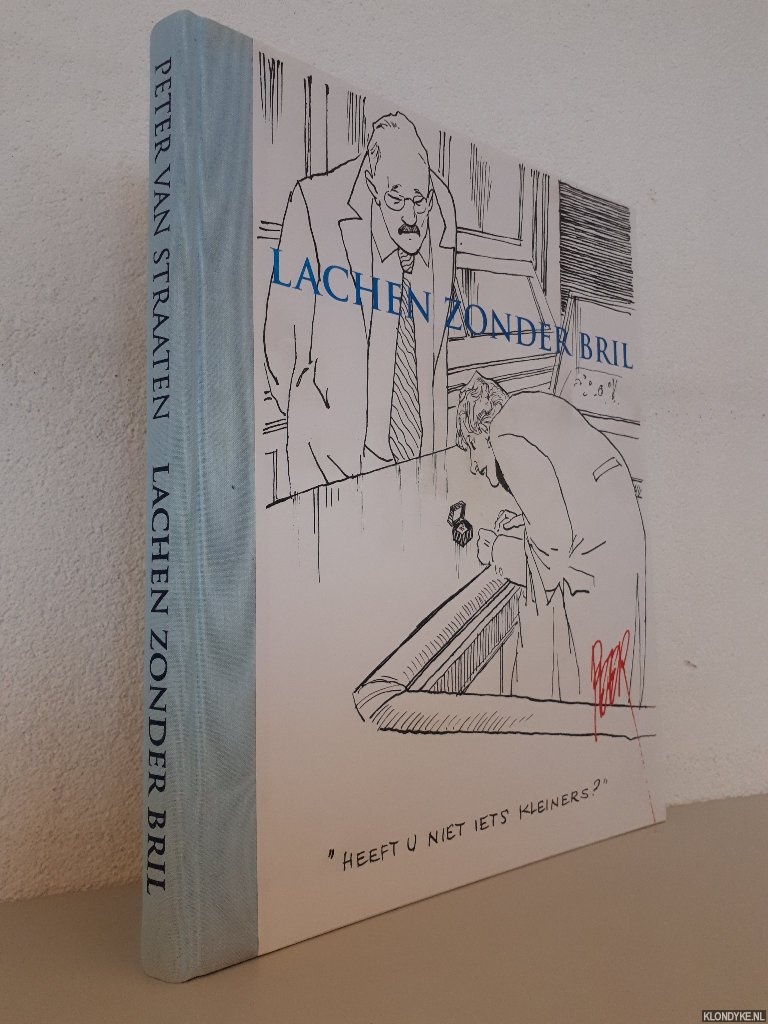 PETER VAN STRAATEN LACHEN ZONDER BRIL
LACHEN ZONDER BRIL
PETER
"HEEFT U NIET IETS KLEINERS?"
KLONDYKE.NL